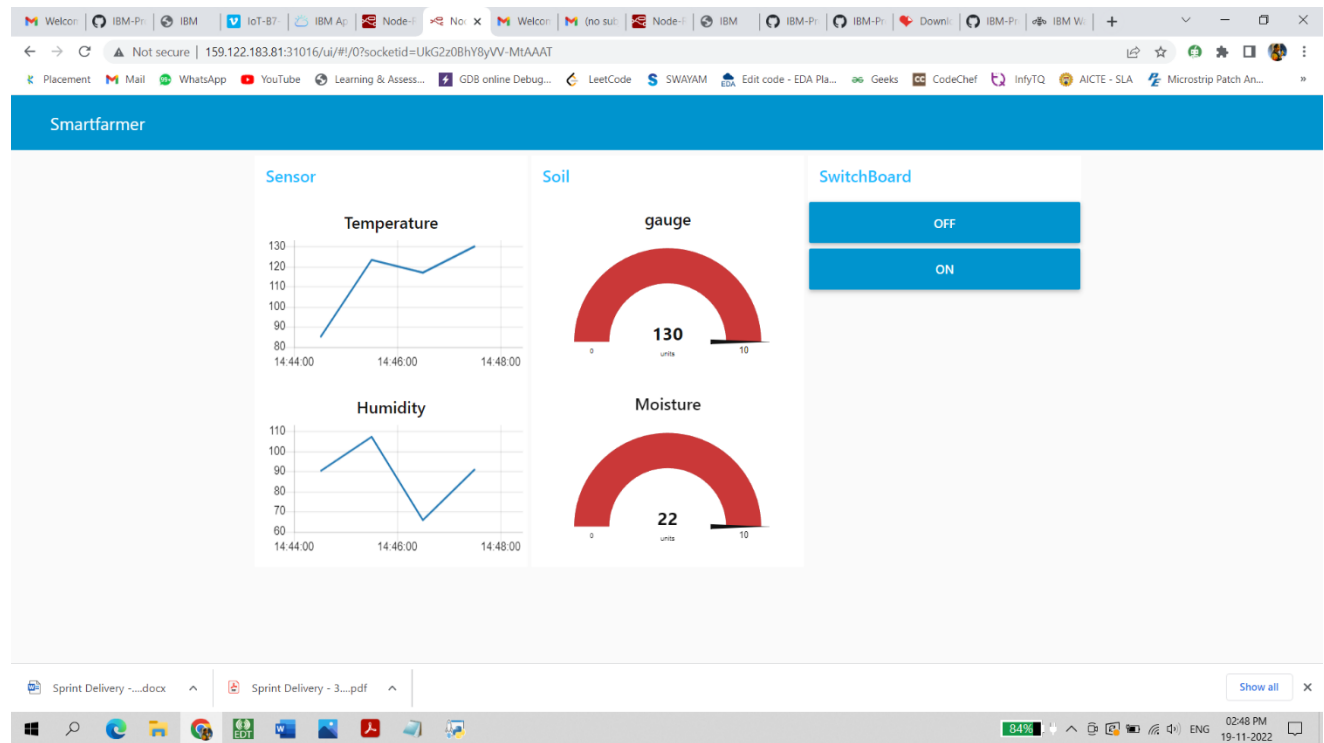 Welcon IBM-Pr IBM IoT-B7- IBM Ap Node-F Noc Welcon (no sub Node-F IBM IBM-Pr IBM-Pr Downlo IBM-Pr IBM Wa
Not secure | 159.122.183.81:31016/ui/#!/0?socketid=UkG2z0BhY8yVV-MtAAAT
Placement Mail WhatsApp YouTube Learning & Assess... GDB online Debug... LeetCode SWAYAM Edit code - EDA Pla... Geeks CodeChef InfyTQ AICTE - SLA Microstrip Patch An... »
Smartfarmer
Sensor
Temperature
130
120
110
100
90
80
14:44:00 14:46:00 14:48:00
Humidity
110
100
90
80
70
60
14:44:00 14:46:00 14:48:00
Soil
gauge
130
units
0 10
Moisture
22
units
0 10
SwitchBoard
OFF
ON
Sprint Delivery -....docx Sprint Delivery - 3....pdf Show all
EDT 84% ENG 02:48 PM
19-11-2022